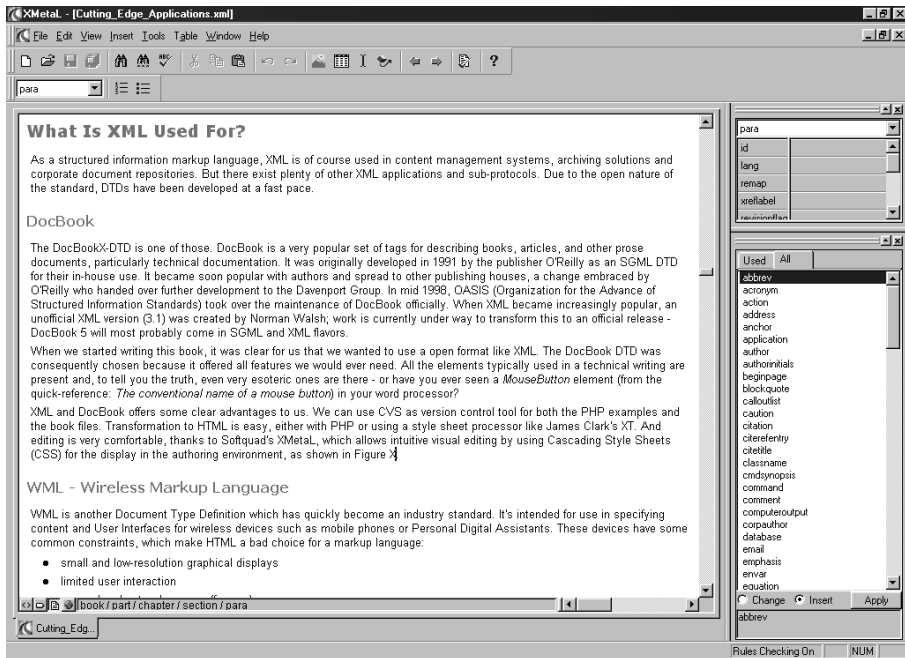 XMetaL - [Cutting_Edge_Applications.xml]
File Edit View Insert Tools Table Window Help
ABC
?
para
What Is XML Used For?
As a structured information markup language, XML is of course used in content management systems, archiving solutions and
corporate document repositories. But there exist plenty of other XML applications and sub-protocols. Due to the open nature of
the standard, DTDs have been developed at a fast pace.
DocBook
The DocBookX-DTD is one of those. DocBook is a very popular set of tags for describing books, articles, and other prose
documents, particularly technical documentation. It was originally developed in 1991 by the publisher O'Reilly as an SGML DTD
for their in-house use. It became soon popular with authors and spread to other publishing houses, a change embraced by
O'Reilly who handed over further development to the Davenport Group. In mid 1998, OASIS (Organization for the Advance of
Structured Information Standards) took over the maintenance of DocBook officially. When XML became increasingly popular, an
unofficial XML version (3.1) was created by Norman Walsh; work is currently under way to transform this to an official release -
DocBook 5 will most probably come in SGML and XML flavors.
When we started writing this book, it was clear for us that we wanted to use a open format like XML. The DocBook DTD was
consequently chosen because it offered all features we would ever need. All the elements typically used in a technical writing are
present and, to tell you the truth, even very esoteric ones are there - or have you ever seen a MouseButton element (from the
quick-reference: The conventional name of a mouse button) in your word processor?
XML and DocBook offers some clear advantages to us. We can use CVS as version control tool for both the PHP examples and
the book files. Transformation to HTML is easy, either with PHP or using a style sheet processor like James Clark's XT. And
editing is very comfortable, thanks to Softquad's XMetaL, which allows intuitive visual editing by using Cascading Style Sheets
(CSS) for the display in the authoring environment, as shown in Figure X
WML - Wireless Markup Language
WML is another Document Type Definition which has quickly become an industry standard. It's intended for use in specifying
content and User Interfaces for wireless devices such as mobile phones or Personal Digital Assistants. These devices have some
common constraints, which make HTML a bad choice for a markup language:
small and low-resolution graphical displays
limited user interaction
book / part / chapter / section / para
Cutting_Edg...
para
id
lang
remap
xreflabel
revisionflag
Used All
abbrev
acronym
action
address
anchor
application
author
authorinitials
beginpage
blockquote
calloutlist
caution
citation
citerefentry
citetitle
classname
cmdsynopsis
command
comment
computeroutput
corpauthor
database
email
emphasis
envar
equation
Change Insert Apply
abbrev
Rules Checking On NUM